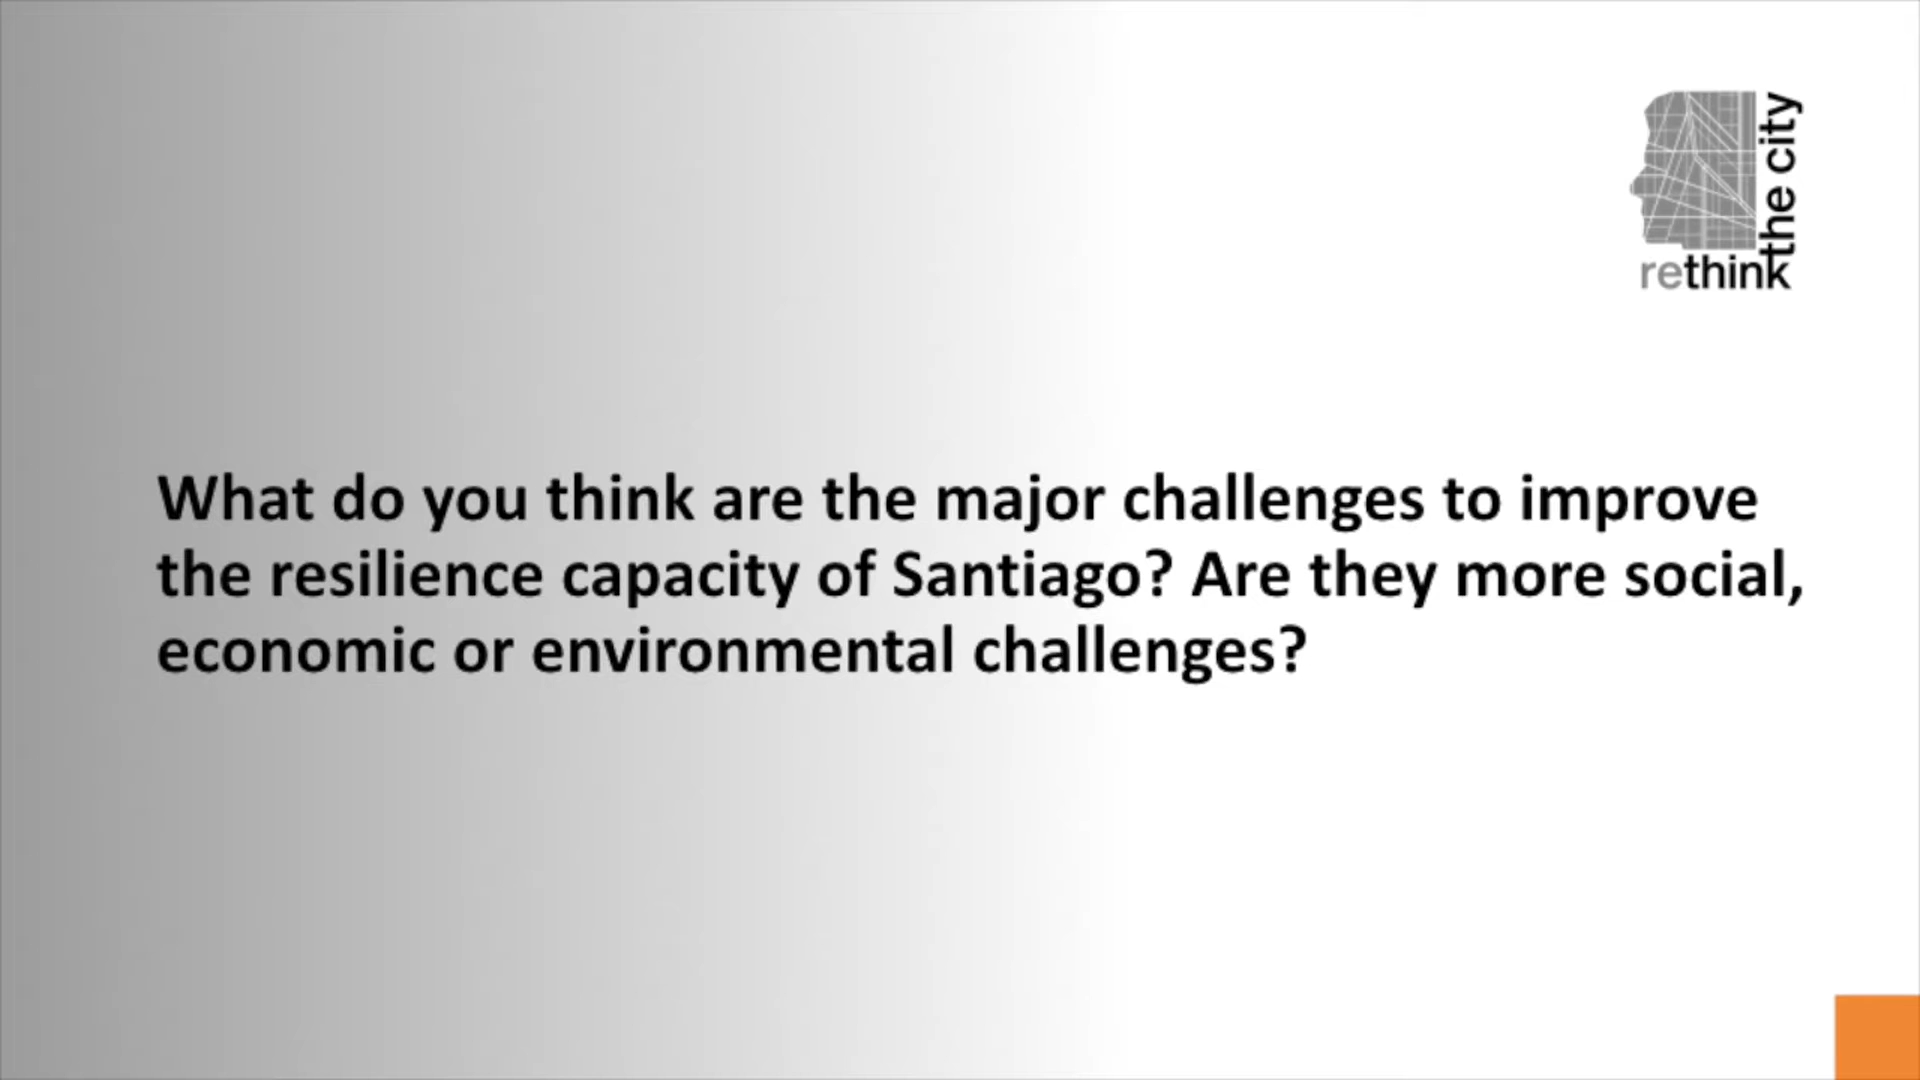 rethink
the city
What do you think are the major challenges to improve
the resilience capacity of Santiago? Are they more social,
economic or environmental challenges?